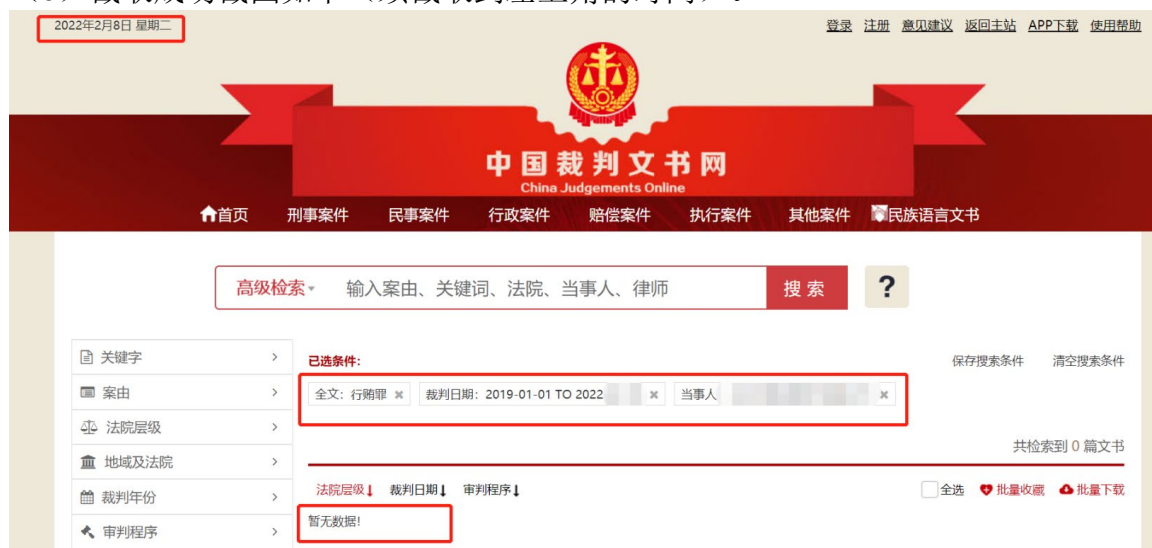 2022年2月8日 星期二
登录 注册 意见建议 返回主站 APP下载 使用帮助
中国裁判文书网
China Judgements Online
首页 刑事案件 民事案件 行政案件 赔偿案件 执行案件 其他案件 民族语言文书
高级检索 输入案由、关键词、法院、当事人、律师 搜索 ?
关键字
案由
法院层级
地域及法院
裁判年份
审判程序
已选条件: 保存搜索条件 清空搜索条件
全文: 行贿罪 × 裁判日期: 2019-01-01 TO 2022 × 当事人 ×
共检索到 0 篇文书
法院层级 裁判日期 审判程序 全选 批量收藏 批量下载
暂无数据!